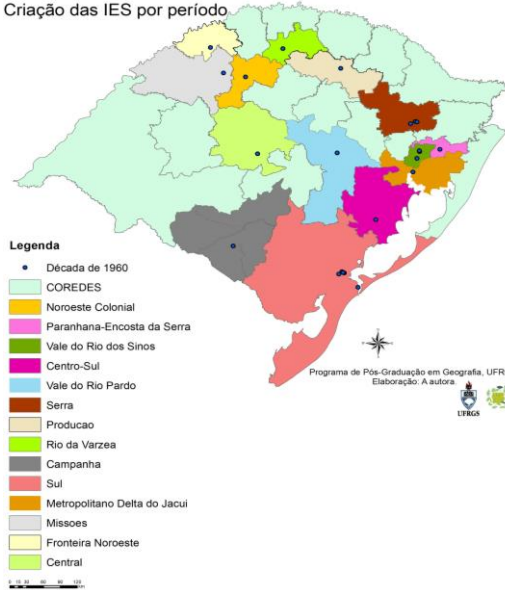 Criação das IES por período
Legenda
Década de 1960
COREDES
Noroeste Colonial
Paranhana-Encosta da Serra
Vale do Rio dos Sinos
Centro-Sul
Vale do Rio Pardo
Serra
Producao
Rio da Varzea
Campanha
Sul
Metropolitano Delta do Jacui
Missoes
Fronteira Noroeste
Central
Programa de Pós-Graduação em Geografia, UFR
Elaboração: A autora.
UFRGS